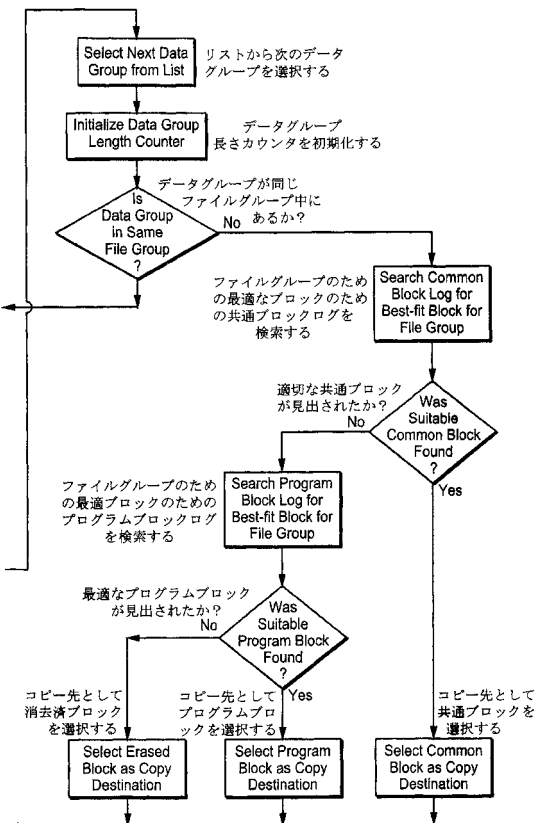 Select Next Data
Group from List
リストから次のデータ
グループを選択する
Initialize Data Group
Length Counter
データグループ
長さカウンタを初期化する
Is
Data Group
in Same
File Group
?
データグループが同じ
ファイルグループ中に
あるか?
No
ファイルグループのため
の最適なブロックのため
の共通ブロックログを
検索する
Search Common
Block Log for
Best-fit Block for
File Group
適切な共通ブロック
が見出されたか?
No
Was
Suitable
Common Block
Found
?
Yes
ファイルグループのため
の最適ブロックのための
プログラムブロックログ
を検索する
Search Program
Block Log for
Best-fit Block for
File Group
最適なプログラムブロック
が見出されたか?
No
Was
Suitable
Program Block
Found
?
Yes
コピー先として
消去済ブロック
を選択する
コピー先として
プログラムブロ
ックを選択する
コピー先として
共通ブロックを
選択する
Select Erased
Block as Copy
Destination
Select Program
Block as Copy
Destination
Select Common
Block as Copy
Destination